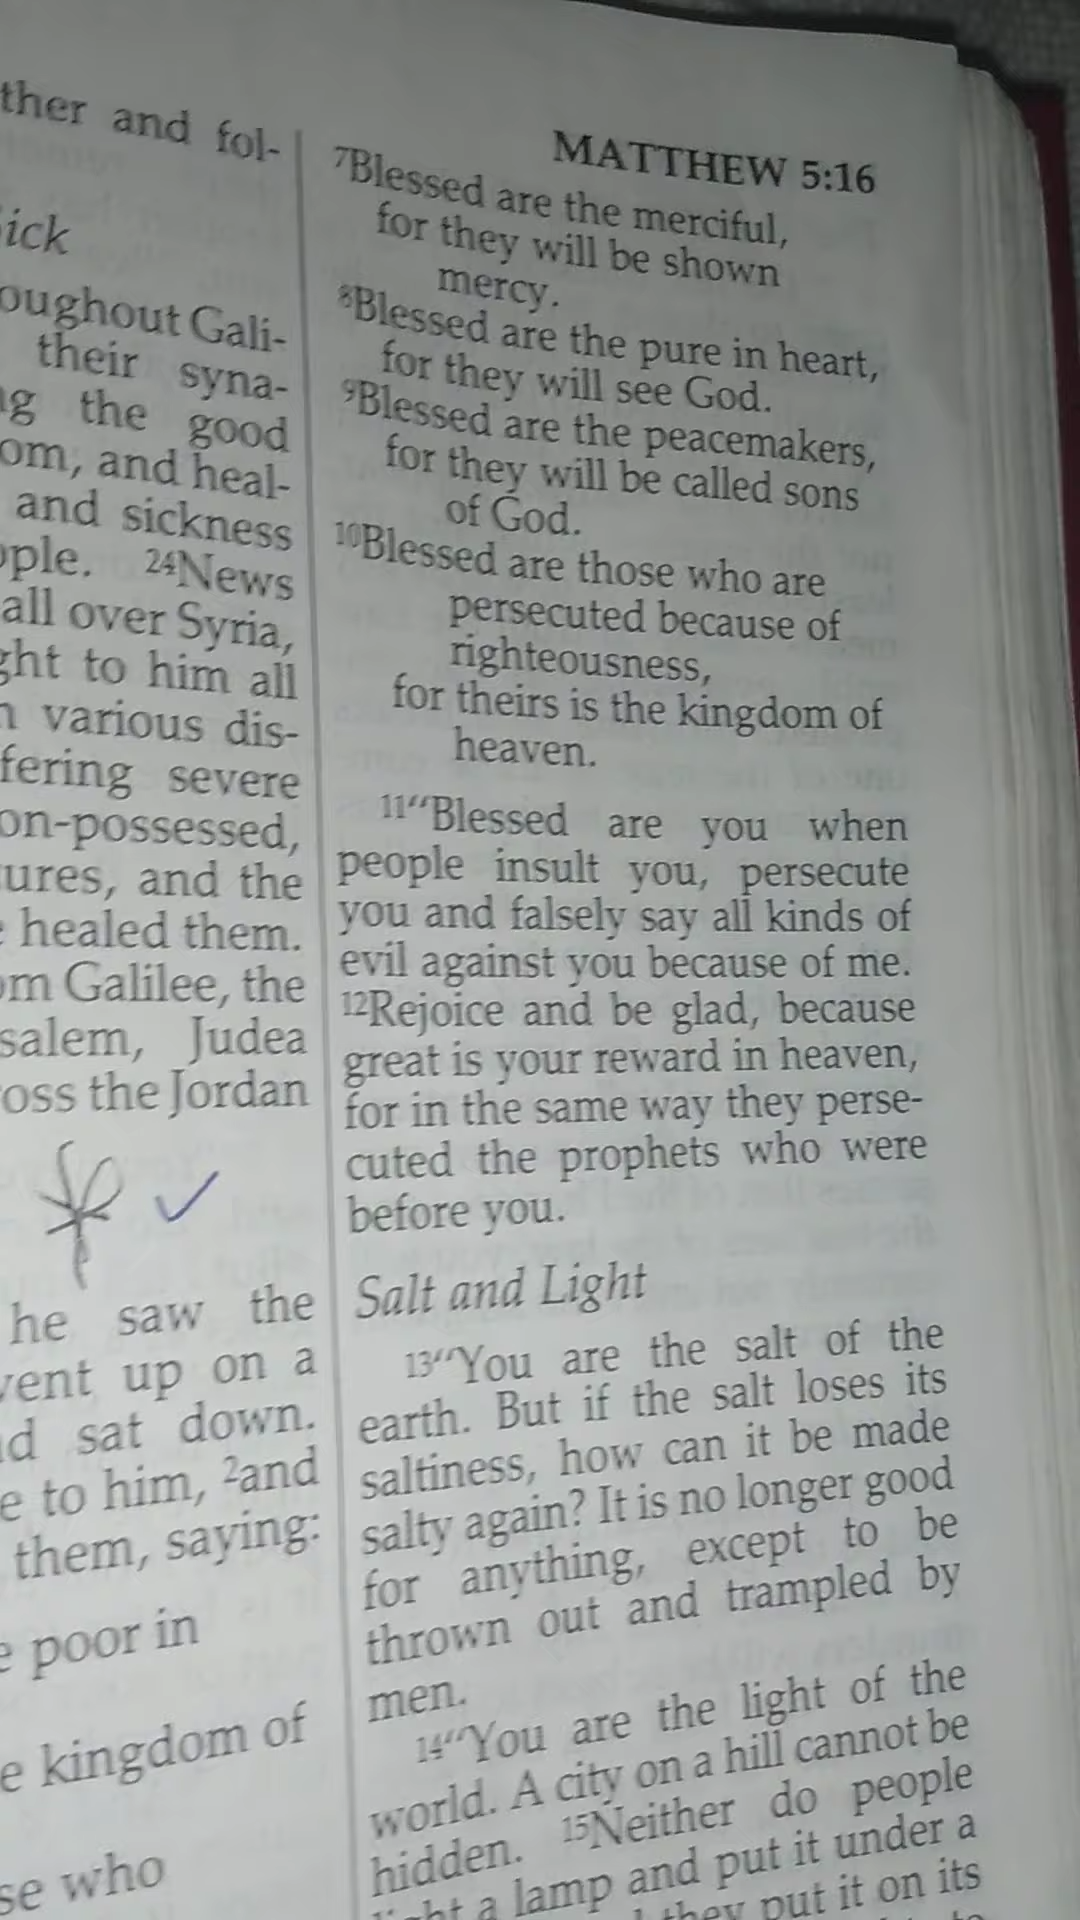 MATTHEW 5:16
ther and fol-
ick
oughout Gali-
their syna-
the good
om, and heal-
and sickness
ople. 24News
all over Syria,
ght to him all
various dis-
fering severe
on-possessed,
ures, and the
healed them.
om Galilee, the
salem, Judea
oss the Jordan
he saw the
went up on a
sat down.
to him, 2and
them, saying:
poor in
kingdom of
se who
7Blessed are the merciful,
for they will be shown
mercy.
8Blessed are the pure in heart,
for they will see God.
9Blessed are the peacemakers,
for they will be called sons
of God.
10Blessed are those who are
persecuted because of
righteousness,
for theirs is the kingdom of
heaven.
11“Blessed are you when
people insult you, persecute
you and falsely say all kinds of
evil against you because of me.
12Rejoice and be glad, because
great is your reward in heaven,
for in the same way they perse-
cuted the prophets who were
before you.
Salt and Light
13“You are the salt of the
earth. But if the salt loses its
saltiness, how can it be made
salty again? It is no longer good
for anything, except to be
thrown out and trampled by
men.
14“You are the light of the
world. A city on a hill cannot be
hidden. 15Neither do people
light a lamp and put it under a
they put it on its